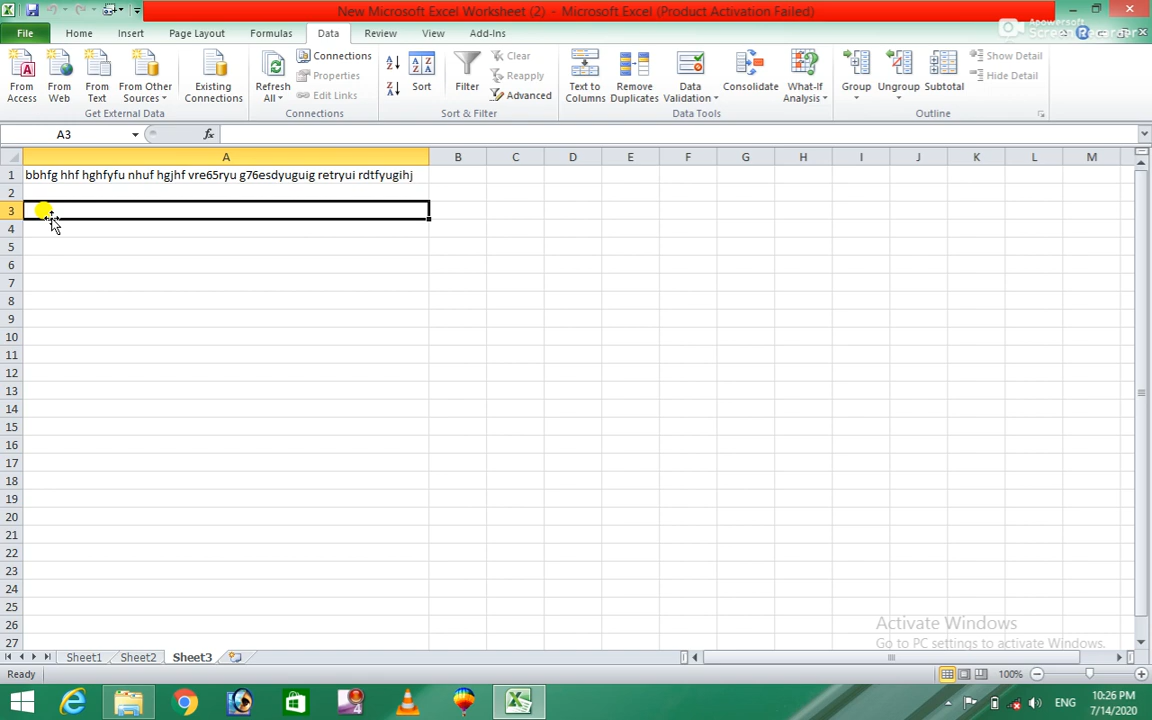 New Microsoft Excel Worksheet (2) - Microsoft Excel (Product Activation Failed)
Apowersoft
File Home Insert Page Layout Formulas Data Review View Add-Ins
From Access
From Web
From Text
From Other Sources
Existing Connections
Get External Data
Refresh All
Connections
Properties
Edit Links
Connections
Sort
Filter
Clear
Reapply
Advanced
Sort & Filter
Text to Columns
Remove Duplicates
Data Validation
Consolidate
What-If Analysis
Data Tools
Group
Ungroup
Subtotal
Show Detail
Hide Detail
Outline
A3 fx
A B C D E F G H I J K L M
1 bbhfg hhf hghfyfu nhuf hgjhf vre65ryu g76esdyuguig retryui rdtfyugihj
2
3
4
5
6
7
8
9
10
11
12
13
14
15
16
17
18
19
20
21
22
23
24
25
26
27
Activate Windows
Go to PC settings to activate Windows.
Sheet1 Sheet2 Sheet3
Ready 100%
ENG 10:26 PM
7/14/2020